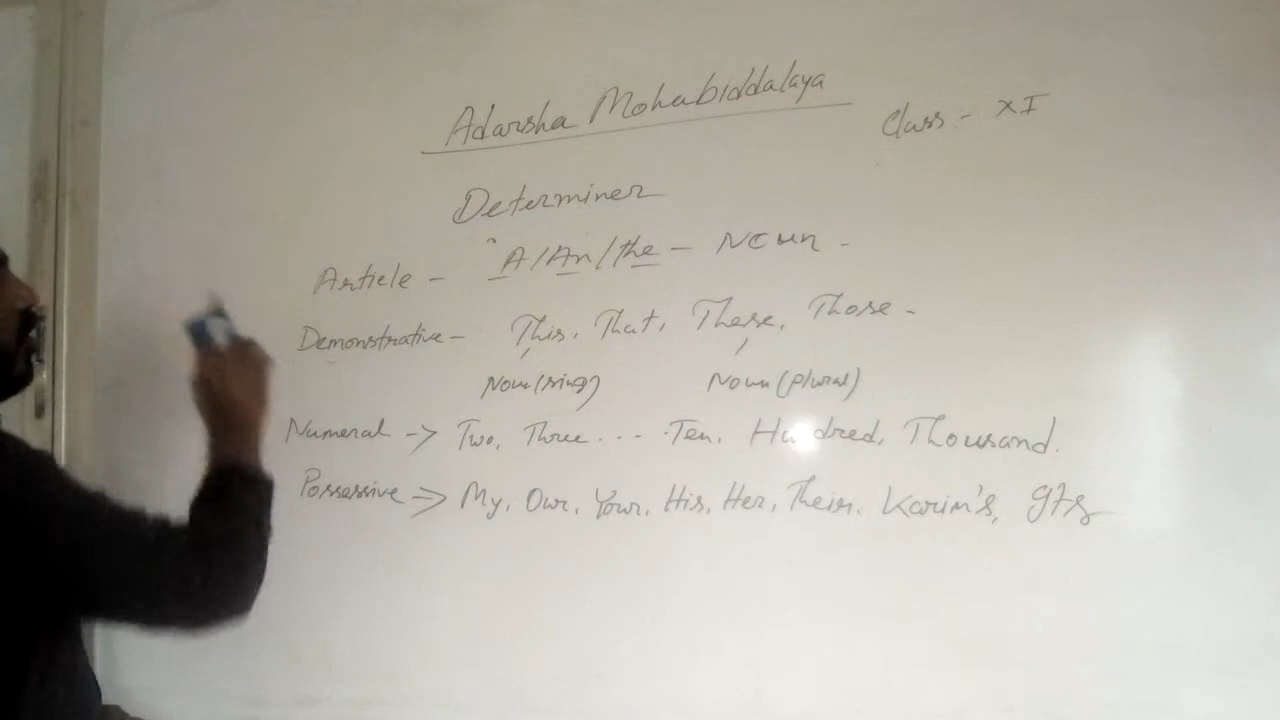 Adarsha Mohabiddalaya
Class - XI
Determiner
Article - A/An/the - Noun -
Demonstrative - This, That, These, Those -
Noun(sing) Noun (plural)
Numeral -> Two, Three ... Ten, Hundred, Thousand.
Possessive => My, Our, Your, His, Her, Their, Karim's, Its